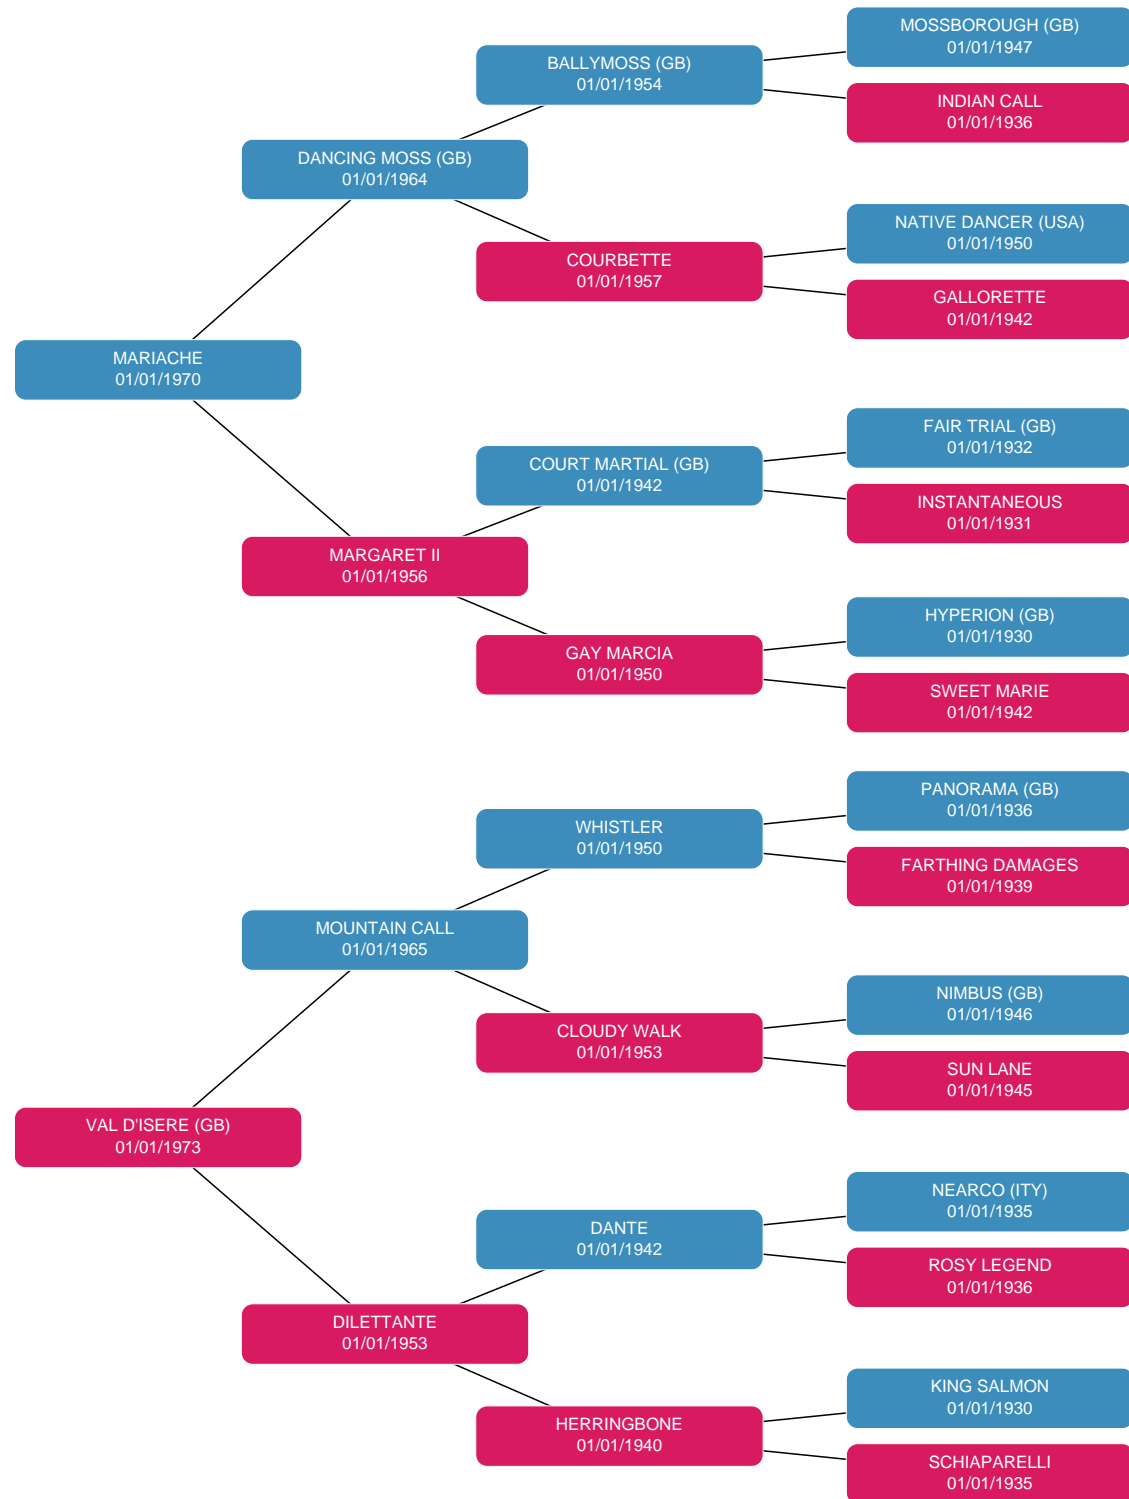 MOSSBOROUGH (GB)
01/01/1947
BALLYMOSS (GB)
01/01/1954
INDIAN CALL
01/01/1936
DANCING MOSS (GB)
01/01/1964
NATIVE DANCER (USA)
01/01/1950
COURBETTE
01/01/1957
GALLORETTE
01/01/1942
MARIACHE
01/01/1970
FAIR TRIAL (GB)
01/01/1932
COURT MARTIAL (GB)
01/01/1942
INSTANTANEOUS
01/01/1931
MARGARET II
01/01/1956
HYPERION (GB)
01/01/1930
GAY MARCIA
01/01/1950
SWEET MARIE
01/01/1942
PANORAMA (GB)
01/01/1936
WHISTLER
01/01/1950
FARTHING DAMAGES
01/01/1939
MOUNTAIN CALL
01/01/1965
NIMBUS (GB)
01/01/1946
CLOUDY WALK
01/01/1953
SUN LANE
01/01/1945
VAL D'ISERE (GB)
01/01/1973
NEARCO (ITY)
01/01/1935
DANTE
01/01/1942
ROSY LEGEND
01/01/1936
DILETTANTE
01/01/1953
KING SALMON
01/01/1930
HERRINGBONE
01/01/1940
SCHIAPARELLI
01/01/1935